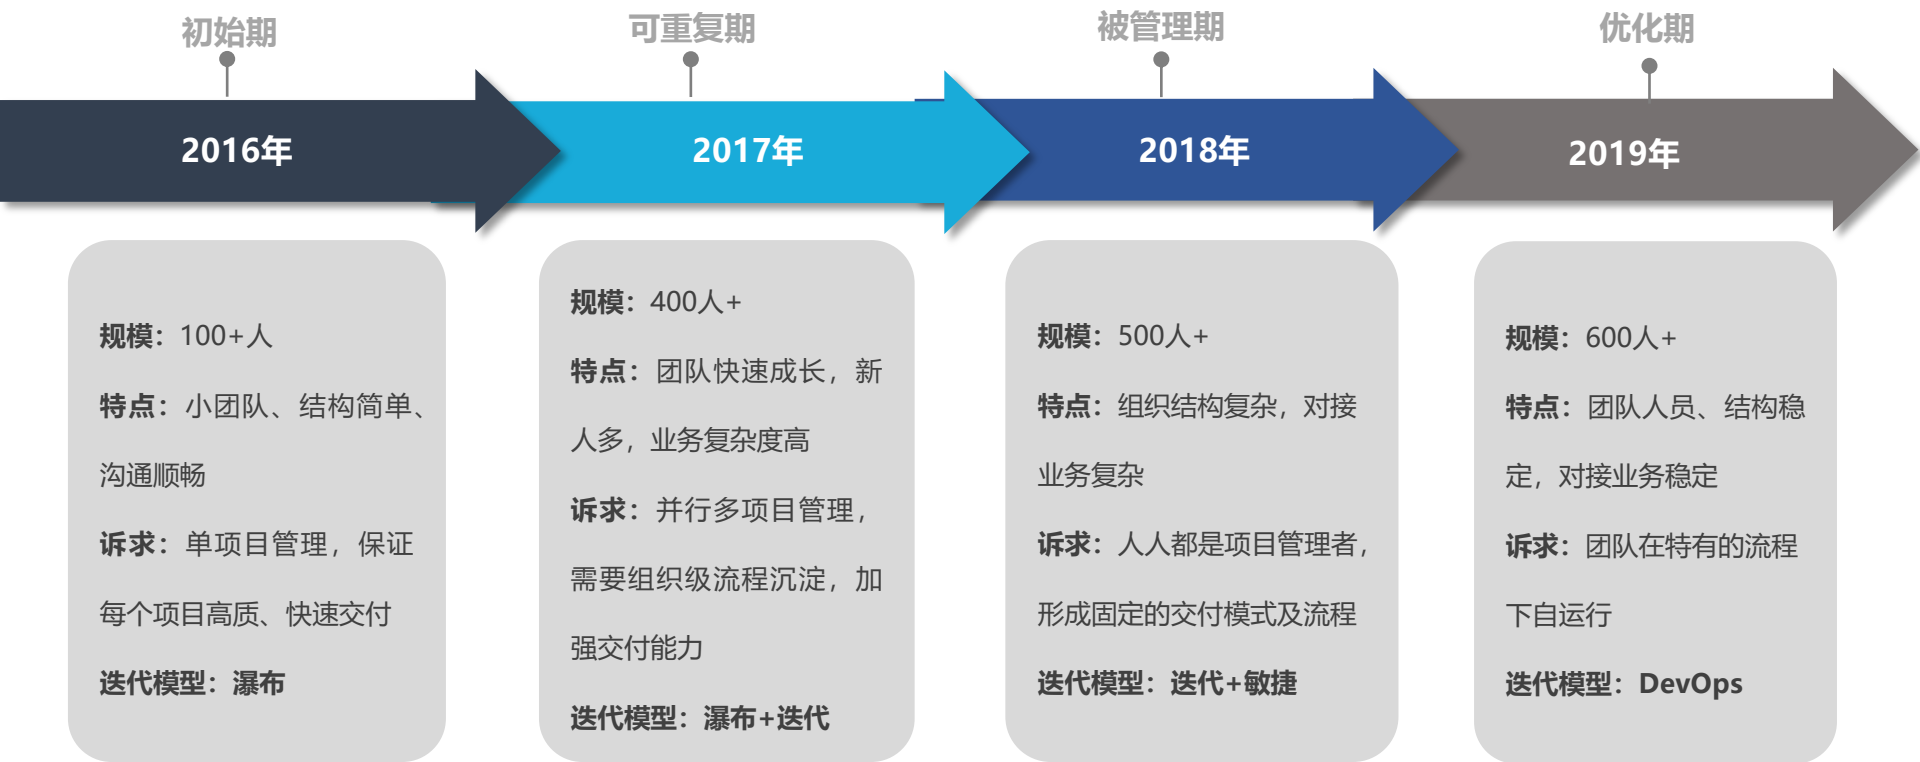 初始期
可重复期
被管理期
优化期
2016年
2017年
2018年
2019年
规模：100+人
特点：小团队、结构简单、
沟通顺畅
诉求：单项目管理，保证
每个项目高质、快速交付
迭代模型：瀑布
规模：400人+
特点：团队快速成长，新
人多，业务复杂度高
诉求：并行多项目管理，
需要组织级流程沉淀，加
强交付能力
迭代模型：瀑布+迭代
规模：500人+
特点：组织结构复杂，对接
业务复杂
诉求：人人都是项目管理者，
形成固定的交付模式及流程
迭代模型：迭代+敏捷
规模：600人+
特点：团队人员、结构稳
定，对接业务稳定
诉求：团队在特有的流程
下自运行
迭代模型：DevOps